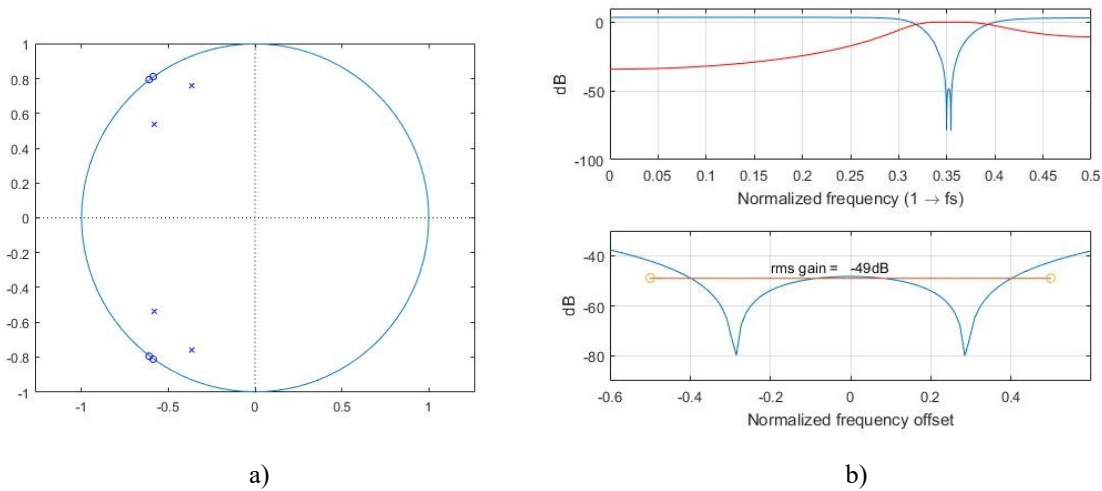 1
0.8
0.6
0.4
0.2
0
-0.2
-0.4
-0.6
-0.8
-1
-1 -0.5 0 0.5 1
a)
0
-50
-100
dB
0 0.05 0.1 0.15 0.2 0.25 0.3 0.35 0.4 0.45 0.5
Normalized frequency (1 → fs)
-40
-60
-80
dB
rms gain = -49dB
-0.6 -0.4 -0.2 0 0.2 0.4
Normalized frequency offset
b)